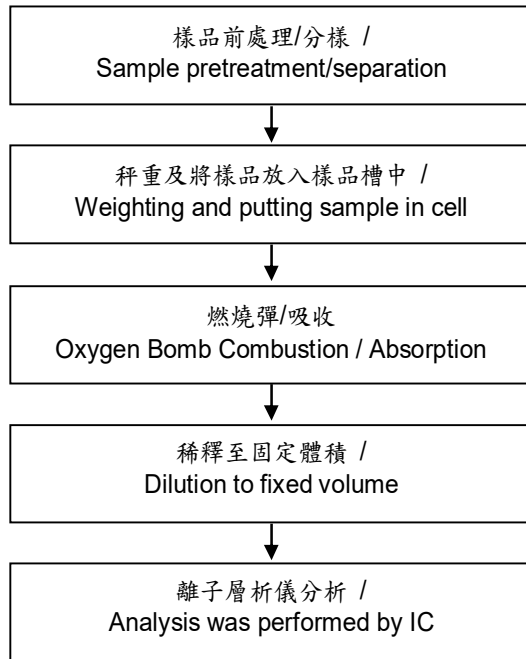 樣品前處理/分樣 /
Sample pretreatment/separation
秤重及將樣品放入樣品槽中 /
Weighting and putting sample in cell
燃燒彈/吸收
Oxygen Bomb Combustion / Absorption
稀釋至固定體積 /
Dilution to fixed volume
離子層析儀分析 /
Analysis was performed by IC